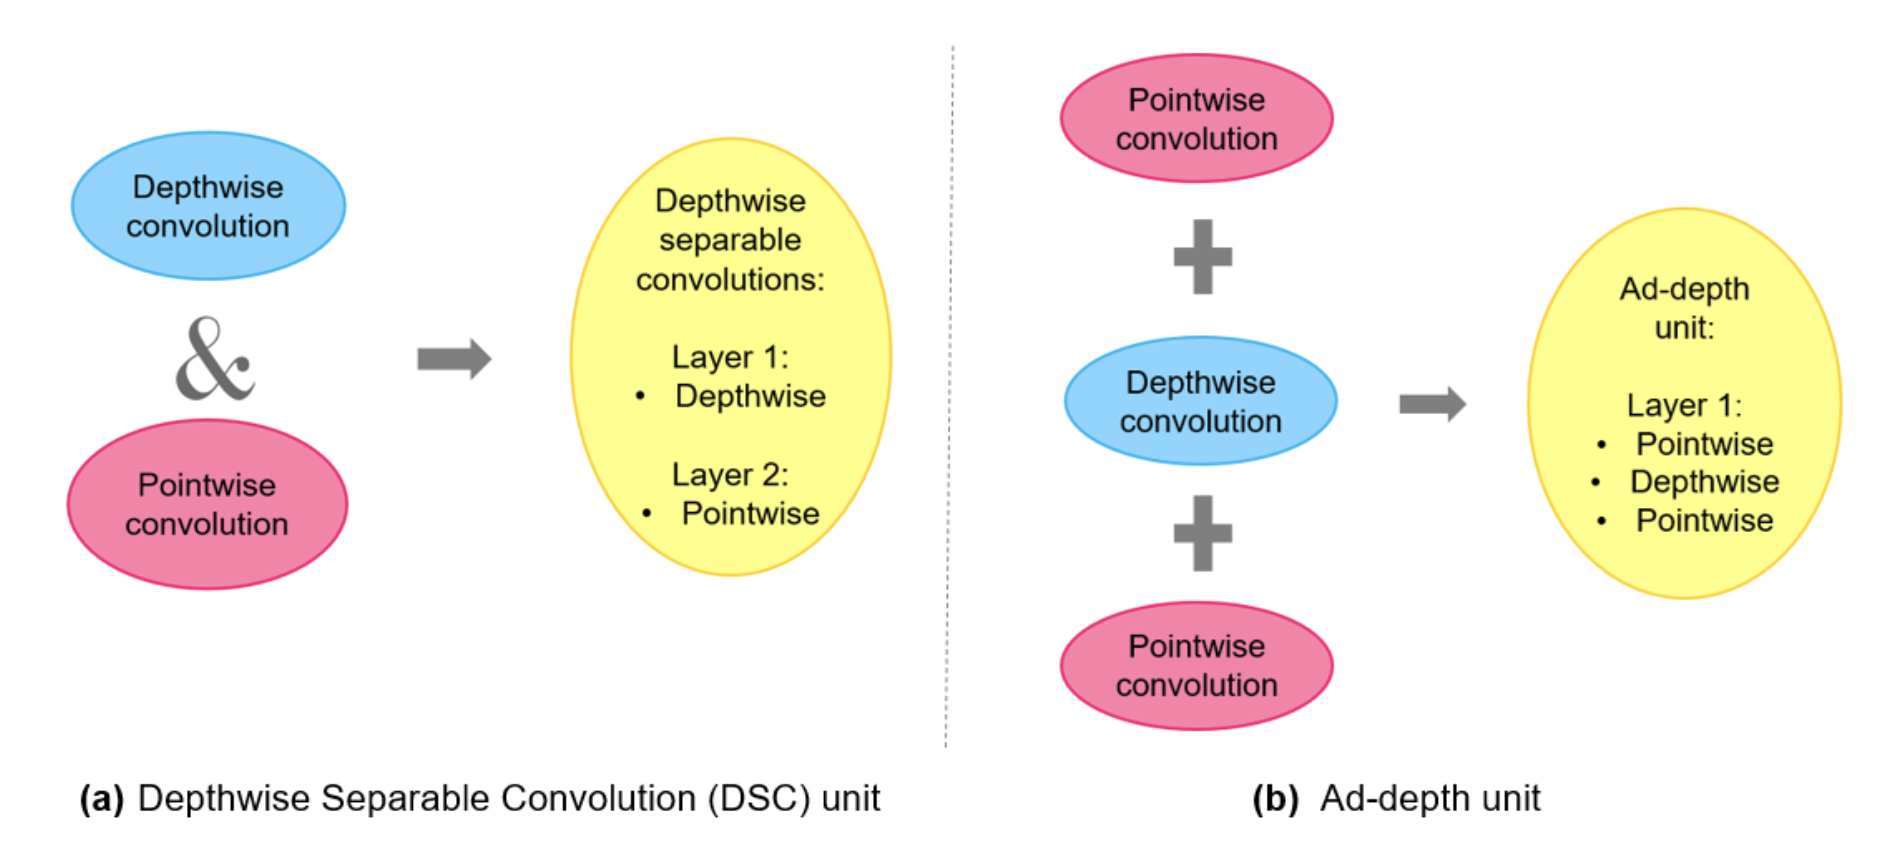 Depthwise
convolution
&
Pointwise
convolution
Depthwise
separable
convolutions:
Layer 1:
• Depthwise
Layer 2:
• Pointwise
(a) Depthwise Separable Convolution (DSC) unit
Pointwise
convolution
+
Depthwise
convolution
+
Pointwise
convolution
Ad-depth
unit:
Layer 1:
• Pointwise
• Depthwise
• Pointwise
(b) Ad-depth unit